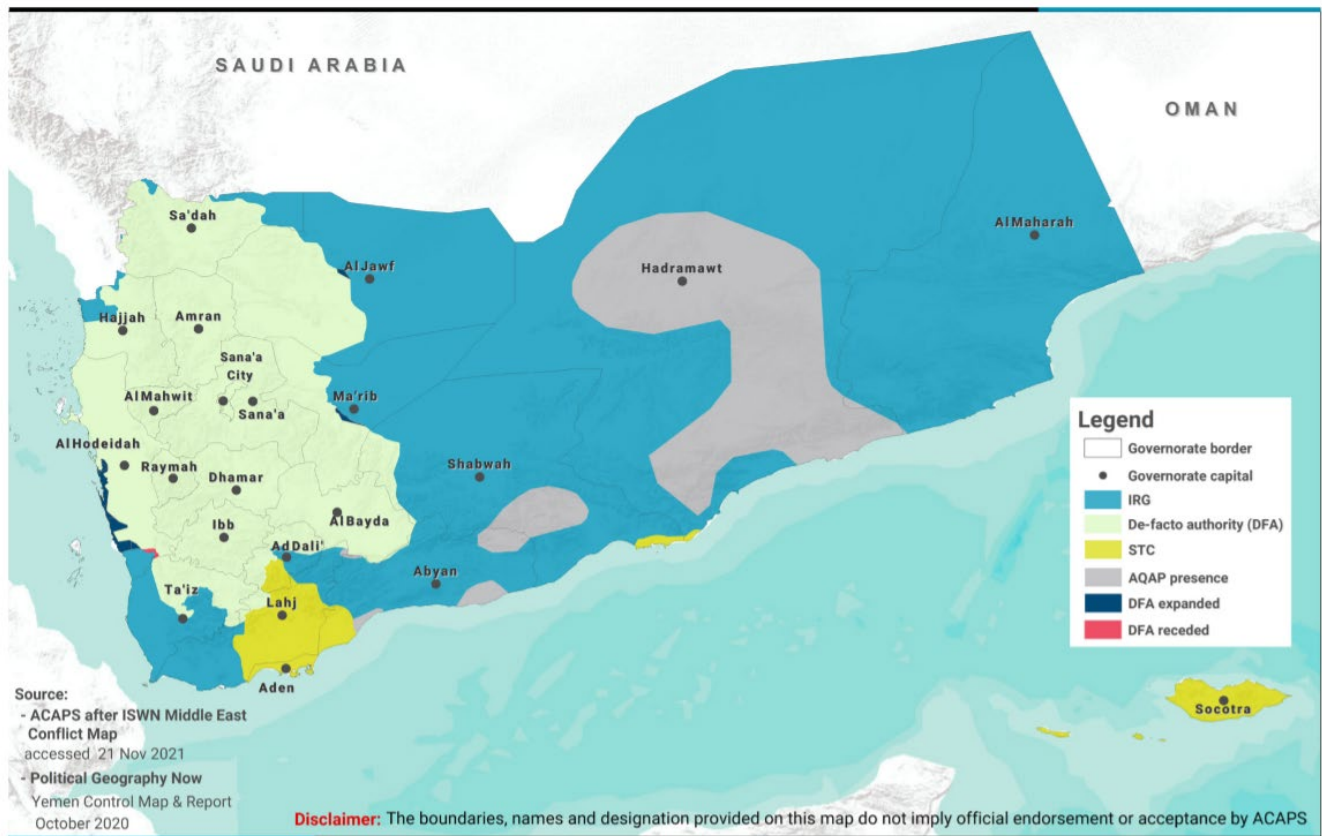 SAUDI ARABIA
OMAN
Sa'dah
Al Maharah
Al Jawf
Hadramawt
Hajjah
Amran
Sana'a
City
Al Mahwit
Sana'a
Ma'rib
Al Hodeidah
Raymah
Dhamar
Shabwah
Ibb
Al Bayda
Ad Dali'
Abyan
Ta'iz
Lahj
Aden
Socotra
Legend
Governorate border
Governorate capital
IRG
De-facto authority (DFA)
STC
AQAP presence
DFA expanded
DFA receded
Source:
- ACAPS after ISWN Middle East
Conflict Map
accessed 21 Nov 2021
- Political Geography Now
Yemen Control Map & Report
October 2020
Disclaimer: The boundaries, names and designation provided on this map do not imply official endorsement or acceptance by ACAPS